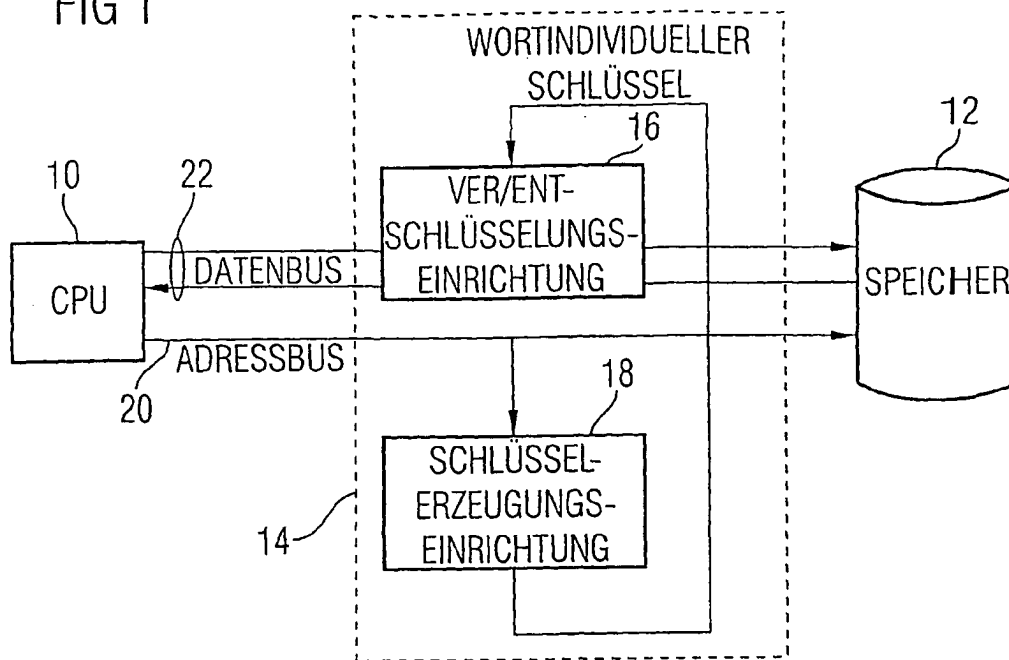 FIG 1
WORTINDIVIDUELLER
SCHLÜSSEL
12
16
10
22
VER/ENT-
SCHLÜSSELUNGS-
EINRICHTUNG
DATENBUS
CPU
SPEICHER
ADRESSBUS
20
18
SCHLÜSSEL-
ERZEUGUNGS-
EINRICHTUNG
14